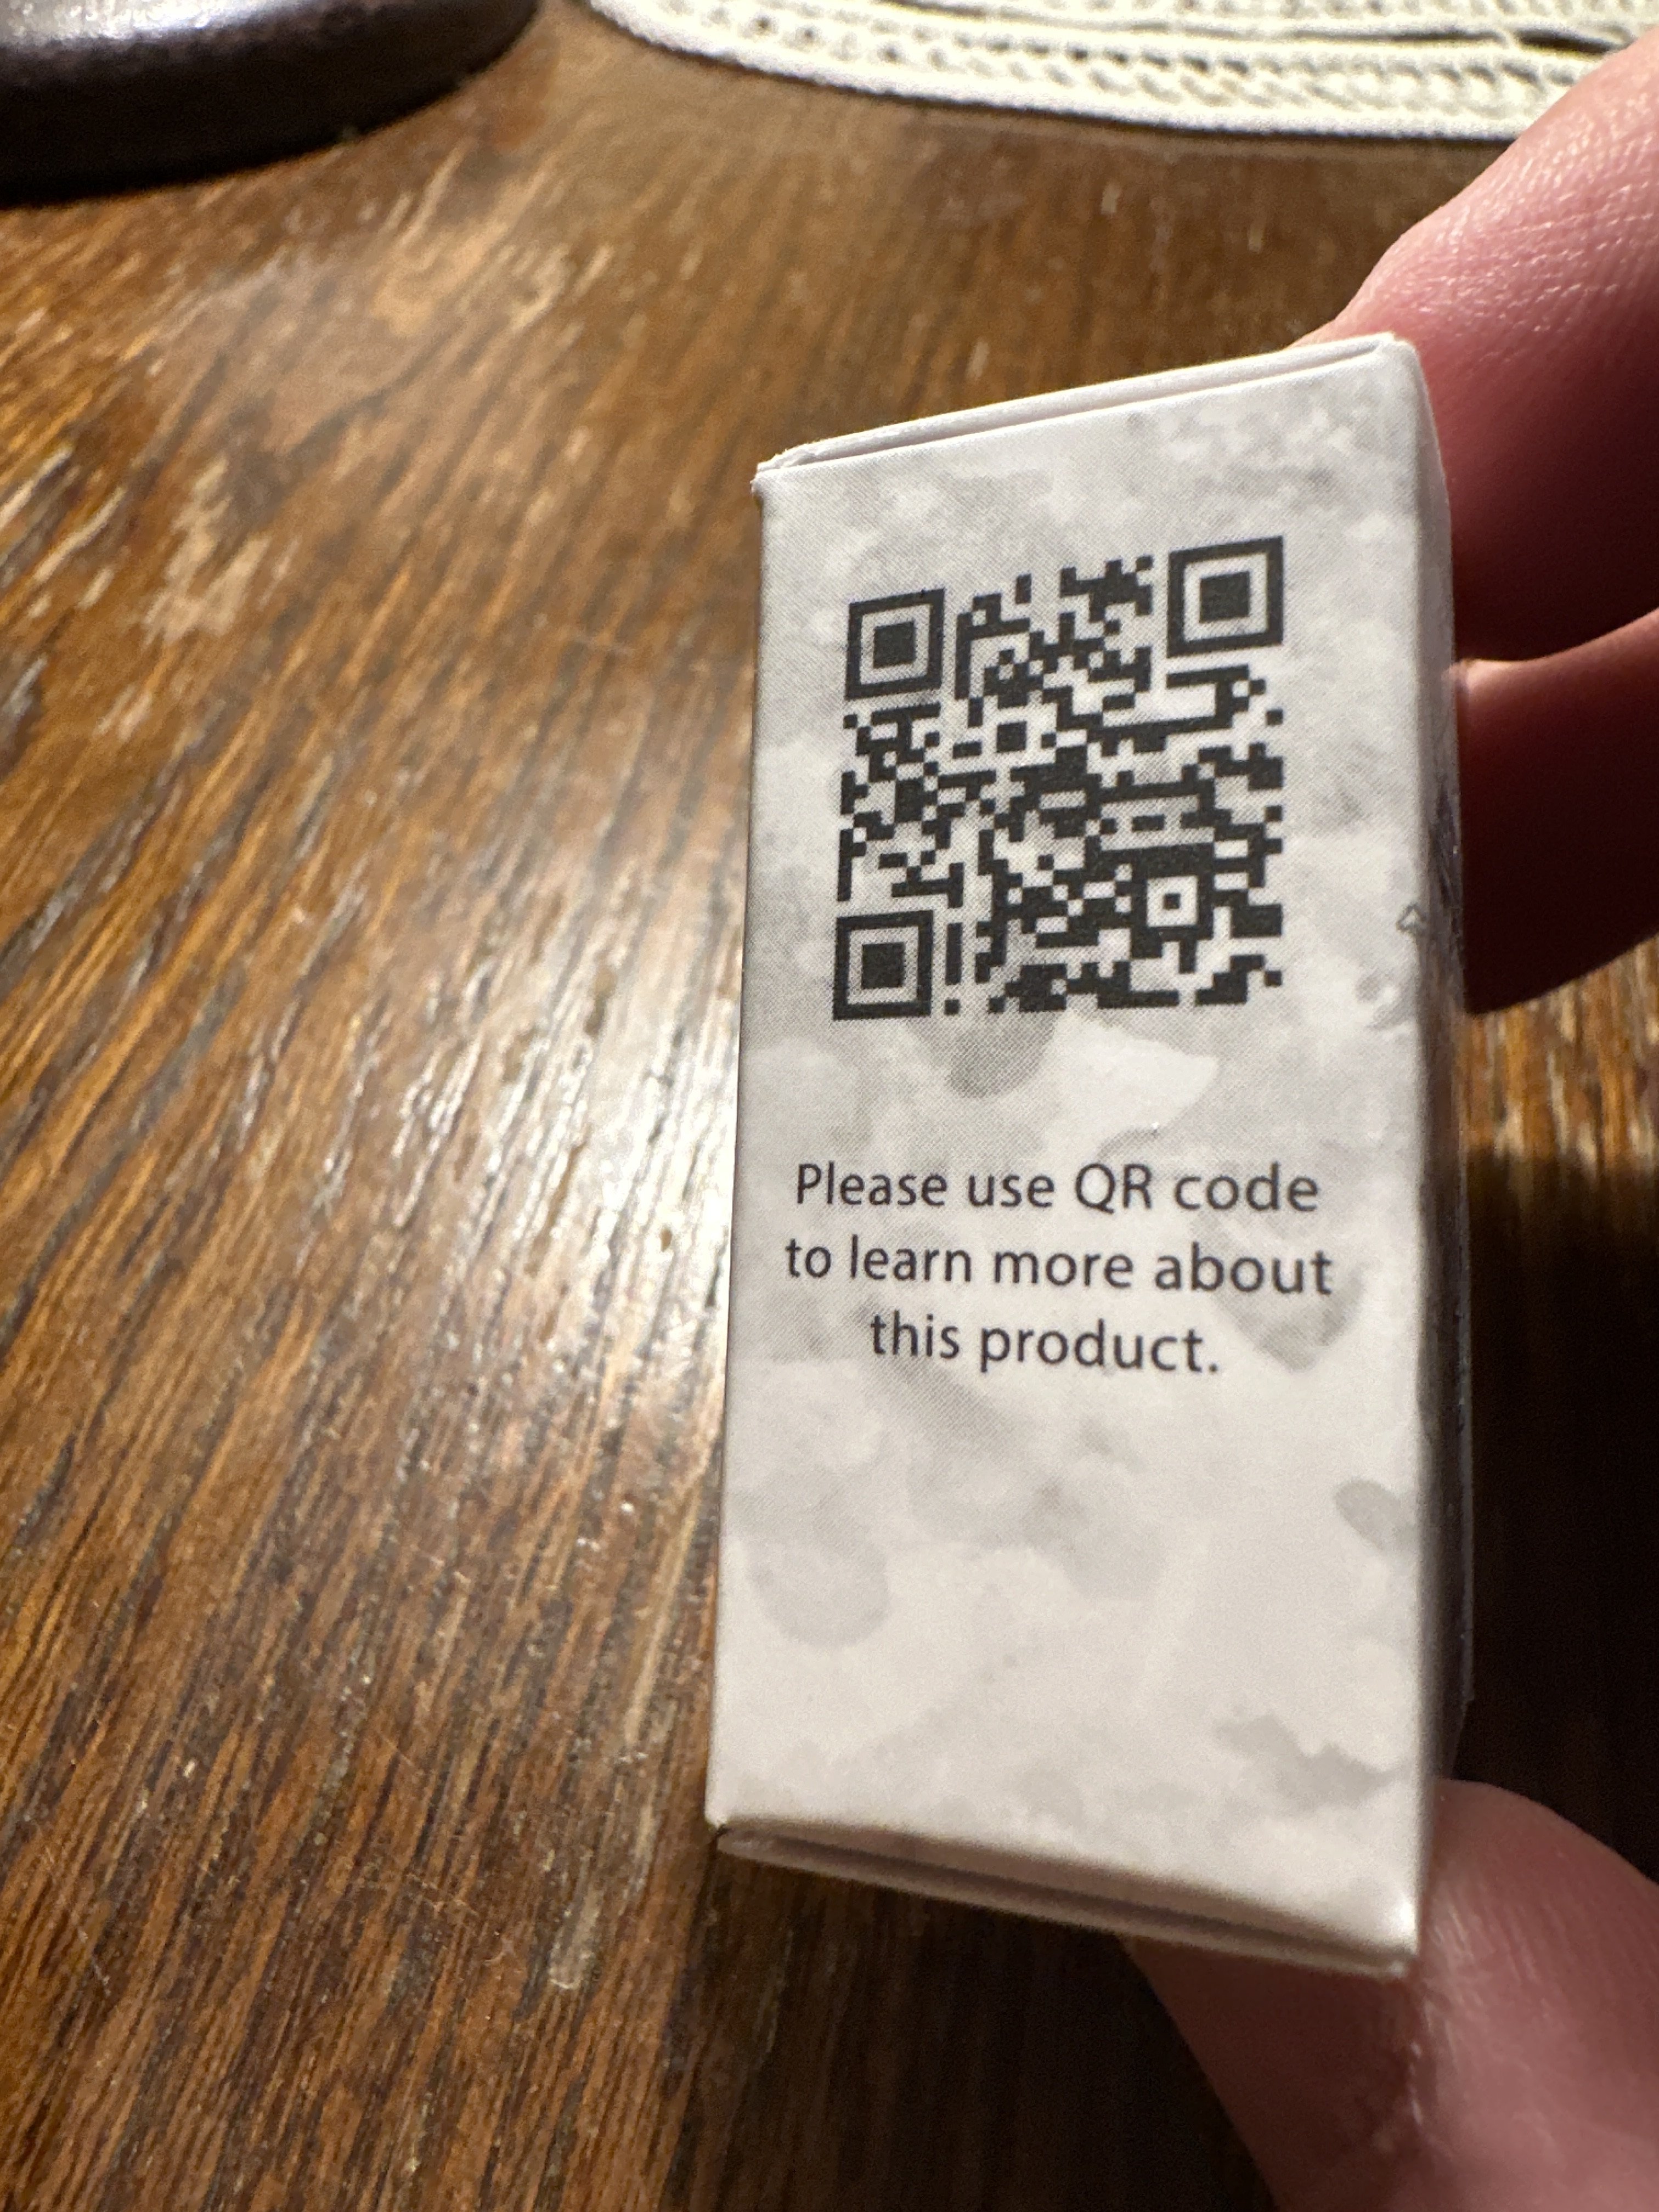 Please use QR code
to learn more about
this product.